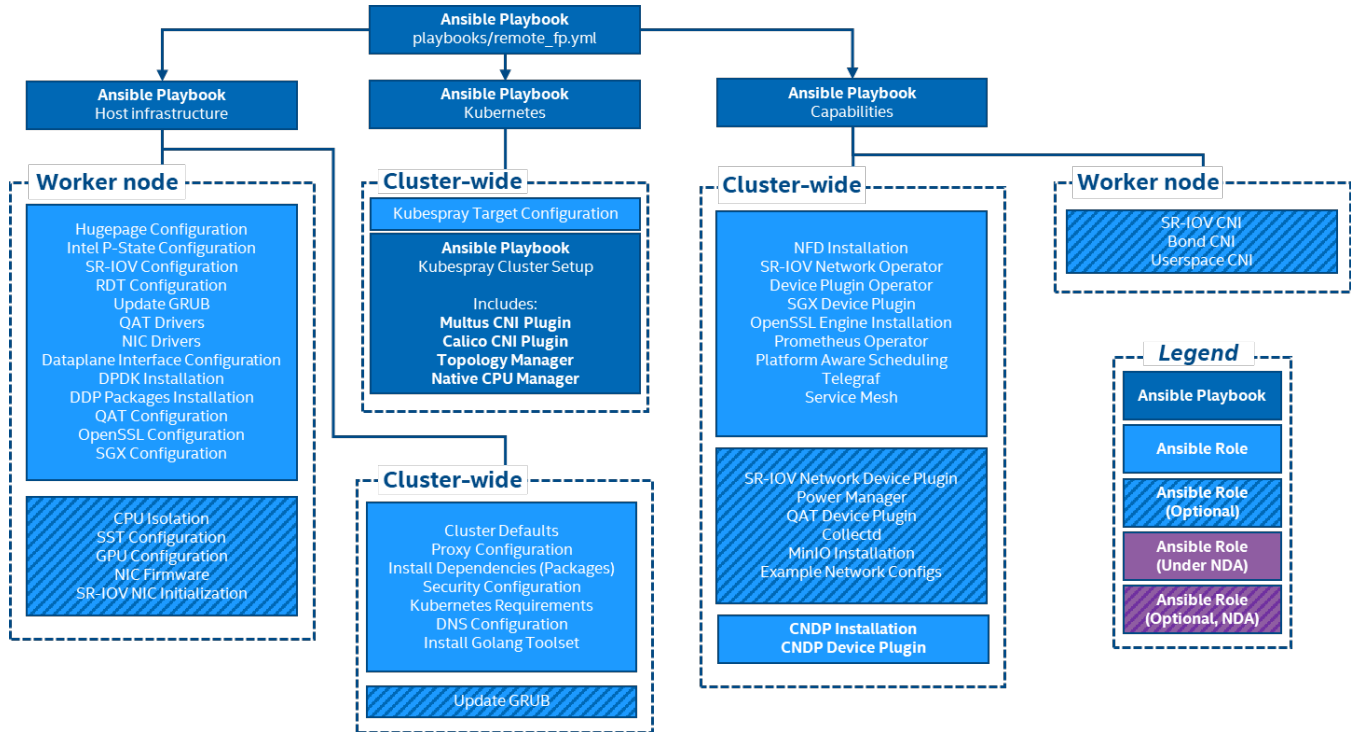 Ansible Playbook
playbooks/remote_fp.yml
Ansible Playbook
Host infrastructure
Ansible Playbook
Kubernetes
Ansible Playbook
Capabilities
Worker node
Hugepage Configuration
Intel P-State Configuration
SR-IOV Configuration
RDT Configuration
Update GRUB
QAT Drivers
NIC Drivers
Dataplane Interface Configuration
DPDK Installation
DDP Packages Installation
QAT Configuration
OpenSSL Configuration
SGX Configuration
CPU Isolation
SST Configuration
GPU Configuration
NIC Firmware
SR-IOV NIC Initialization
Cluster-wide
Kubespray Target Configuration
Ansible Playbook
Kubespray Cluster Setup
Includes:
Multus CNI Plugin
Calico CNI Plugin
Topology Manager
Native CPU Manager
Cluster-wide
Cluster Defaults
Proxy Configuration
Install Dependencies (Packages)
Security Configuration
Kubernetes Requirements
DNS Configuration
Install Golang Toolset
Update GRUB
Cluster-wide
NFD Installation
SR-IOV Network Operator
Device Plugin Operator
SGX Device Plugin
OpenSSL Engine Installation
Prometheus Operator
Platform Aware Scheduling
Telegraf
Service Mesh
SR-IOV Network Device Plugin
Power Manager
QAT Device Plugin
Collectd
MinIO Installation
Example Network Configs
CNDP Installation
CNDP Device Plugin
Worker node
SR-IOV CNI
Bond CNI
Userspace CNI
Legend
Ansible Playbook
Ansible Role
Ansible Role
(Optional)
Ansible Role
(Under NDA)
Ansible Role
(Optional, NDA)